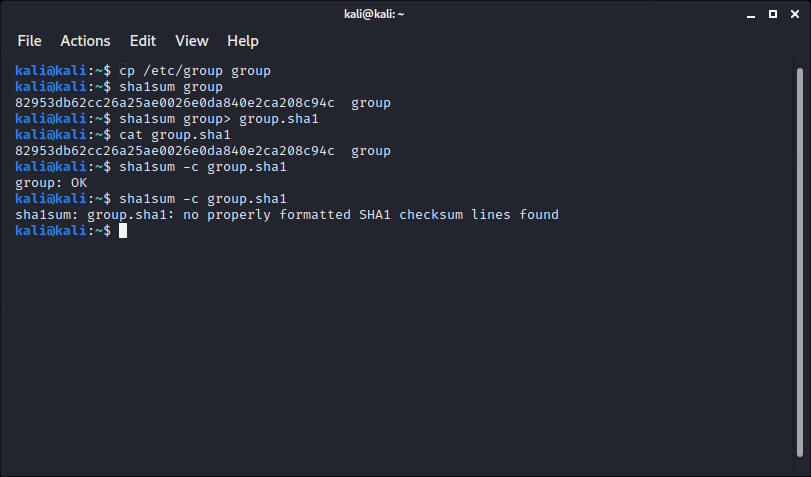 kali@kali: ~
File Actions Edit View Help
kali@kali:~$ cp /etc/group group
kali@kali:~$ sha1sum group
82953db62cc26a25ae0026e0da840e2ca208c94c  group
kali@kali:~$ sha1sum group> group.sha1
kali@kali:~$ cat group.sha1
82953db62cc26a25ae0026e0da840e2ca208c94c  group
kali@kali:~$ sha1sum -c group.sha1
group: OK
kali@kali:~$ sha1sum -c group.sha1
sha1sum: group.sha1: no properly formatted SHA1 checksum lines found
kali@kali:~$